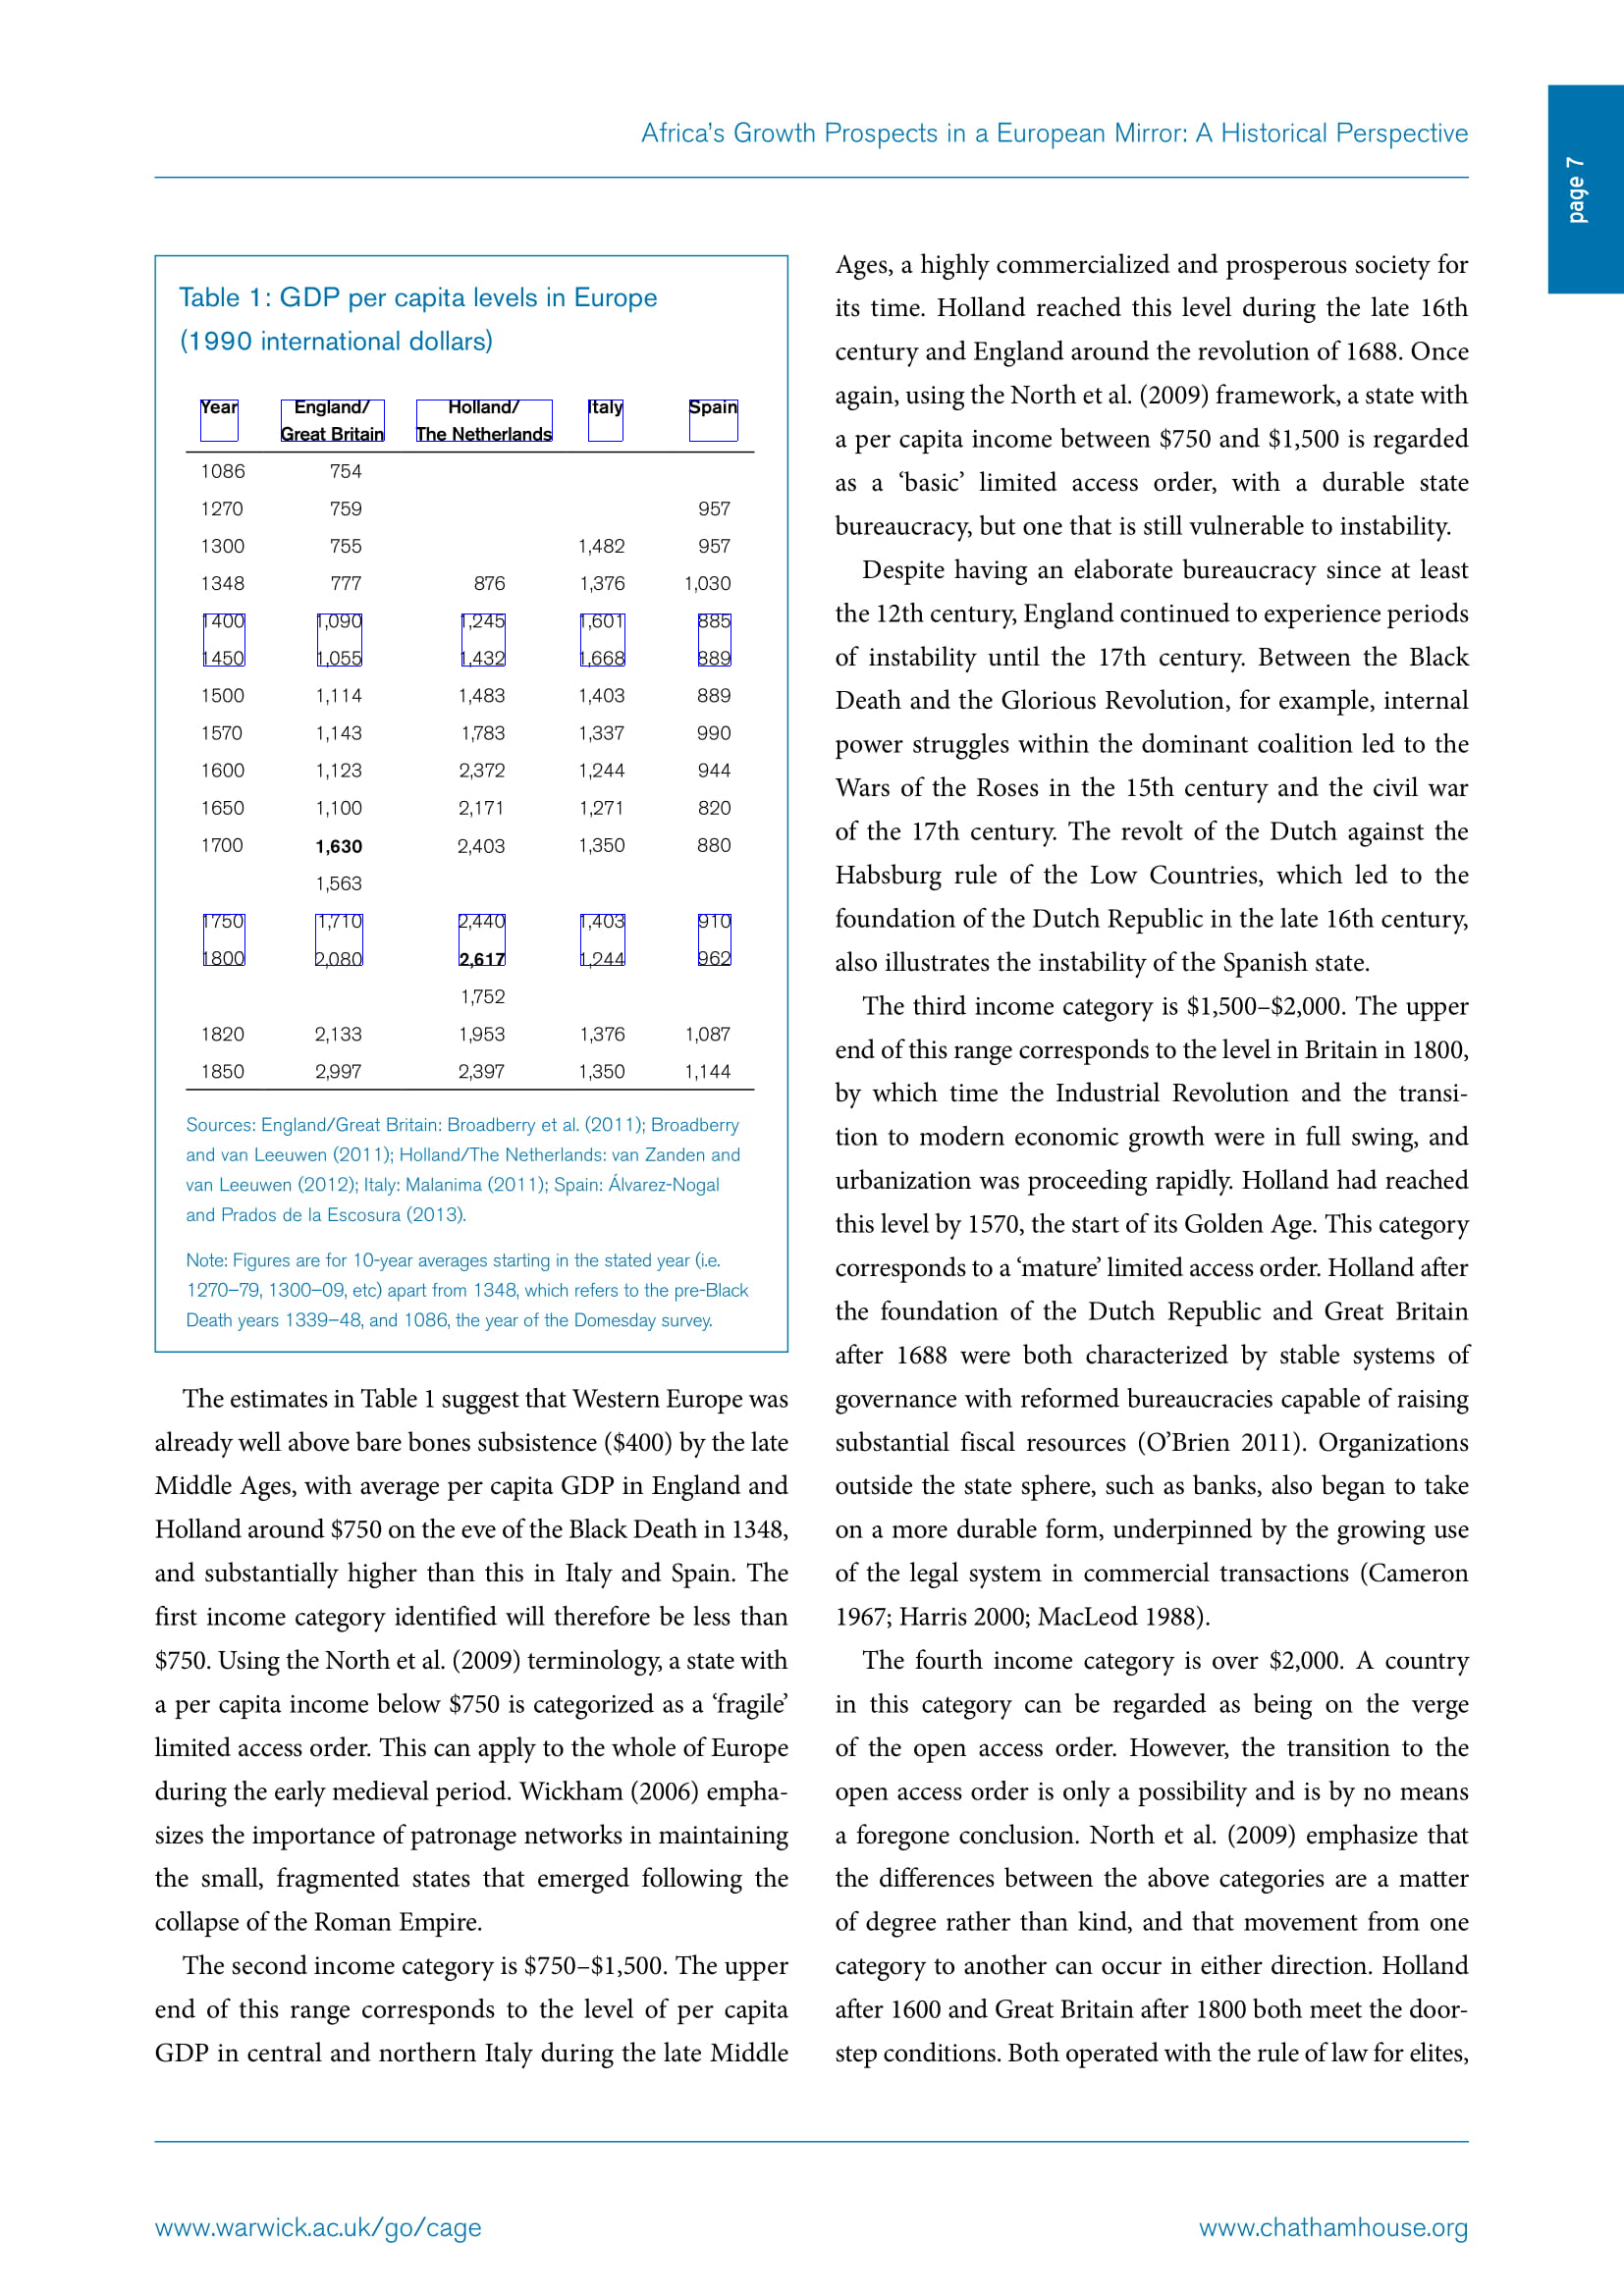 Africa's Growth Prospects in a European Mirror: A Historical Perspective
page 7
Table 1: GDP per capita levels in Europe
(1990 international dollars)
Year England/ Holland/ Italy Spain
Great Britain The Netherlands
1086 754
1270 759 957
1300 755 1,482 957
1348 777 876 1,376 1,030
1400 1,090 1,245 1,601 885
1450 1,055 1,432 1,668 889
1500 1,114 1,483 1,403 889
1570 1,143 1,783 1,337 990
1600 1,123 2,372 1,244 944
1650 1,100 2,171 1,271 820
1700 1,630 2,403 1,350 880
1,563
1750 1,710 2,440 1,403 910
1800 2,080 2,617 1,244 962
1,752
1820 2,133 1,953 1,376 1,087
1850 2,997 2,397 1,350 1,144
Sources: England/Great Britain: Broadberry et al. (2011); Broadberry
and van Leeuwen (2011); Holland/The Netherlands: van Zanden and
van Leeuwen (2012); Italy: Malanima (2011); Spain: Álvarez-Nogal
and Prados de la Escosura (2013).
Note: Figures are for 10-year averages starting in the stated year (i.e.
1270–79, 1300–09, etc) apart from 1348, which refers to the pre-Black
Death years 1339–48, and 1086, the year of the Domesday survey.
The estimates in Table 1 suggest that Western Europe was
already well above bare bones subsistence ($400) by the late
Middle Ages, with average per capita GDP in England and
Holland around $750 on the eve of the Black Death in 1348,
and substantially higher than this in Italy and Spain. The
first income category identified will therefore be less than
$750. Using the North et al. (2009) terminology, a state with
a per capita income below $750 is categorized as a 'fragile'
limited access order. This can apply to the whole of Europe
during the early medieval period. Wickham (2006) empha-
sizes the importance of patronage networks in maintaining
the small, fragmented states that emerged following the
collapse of the Roman Empire.
The second income category is $750–$1,500. The upper
end of this range corresponds to the level of per capita
GDP in central and northern Italy during the late Middle
Ages, a highly commercialized and prosperous society for
its time. Holland reached this level during the late 16th
century and England around the revolution of 1688. Once
again, using the North et al. (2009) framework, a state with
a per capita income between $750 and $1,500 is regarded
as a 'basic' limited access order, with a durable state
bureaucracy, but one that is still vulnerable to instability.
Despite having an elaborate bureaucracy since at least
the 12th century, England continued to experience periods
of instability until the 17th century. Between the Black
Death and the Glorious Revolution, for example, internal
power struggles within the dominant coalition led to the
Wars of the Roses in the 15th century and the civil war
of the 17th century. The revolt of the Dutch against the
Habsburg rule of the Low Countries, which led to the
foundation of the Dutch Republic in the late 16th century,
also illustrates the instability of the Spanish state.
The third income category is $1,500–$2,000. The upper
end of this range corresponds to the level in Britain in 1800,
by which time the Industrial Revolution and the transi-
tion to modern economic growth were in full swing, and
urbanization was proceeding rapidly. Holland had reached
this level by 1570, the start of its Golden Age. This category
corresponds to a 'mature' limited access order. Holland after
the foundation of the Dutch Republic and Great Britain
after 1688 were both characterized by stable systems of
governance with reformed bureaucracies capable of raising
substantial fiscal resources (O'Brien 2011). Organizations
outside the state sphere, such as banks, also began to take
on a more durable form, underpinned by the growing use
of the legal system in commercial transactions (Cameron
1967; Harris 2000; MacLeod 1988).
The fourth income category is over $2,000. A country
in this category can be regarded as being on the verge
of the open access order. However, the transition to the
open access order is only a possibility and is by no means
a foregone conclusion. North et al. (2009) emphasize that
the differences between the above categories are a matter
of degree rather than kind, and that movement from one
category to another can occur in either direction. Holland
after 1600 and Great Britain after 1800 both meet the door-
step conditions. Both operated with the rule of law for elites,
www.warwick.ac.uk/go/cage
www.chathamhouse.org